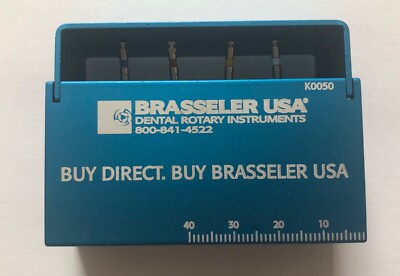 K0050
BRASSELER USA®
DENTAL ROTARY INSTRUMENTS
800-841-4522
BUY DIRECT. BUY BRASSELER USA
40 30 20 10